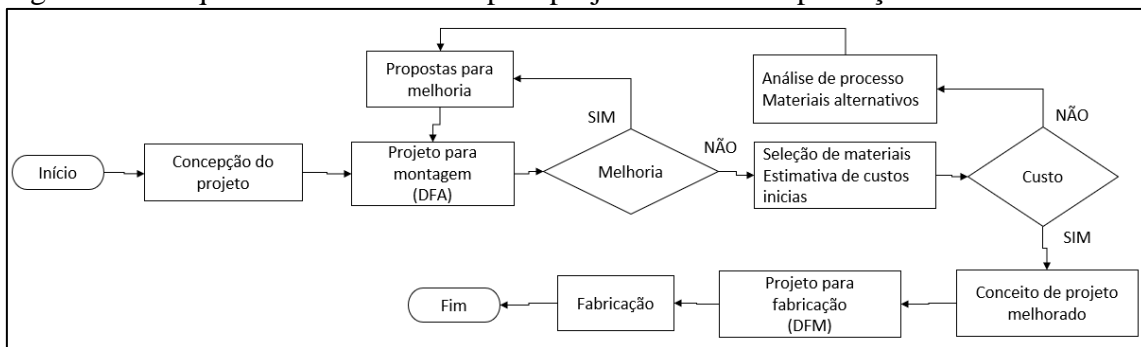 Propostas para
melhoria
Análise de processo
Materiais alternativos
SIM
NÃO
NÃO
Início
Concepção do
projeto
Projeto para
montagem
(DFA)
Melhoria
Seleção de materiais
Estimativa de custos
inicias
Custo
SIM
Fim
Fabricação
Projeto para
fabricação
(DFM)
Conceito de projeto
melhorado